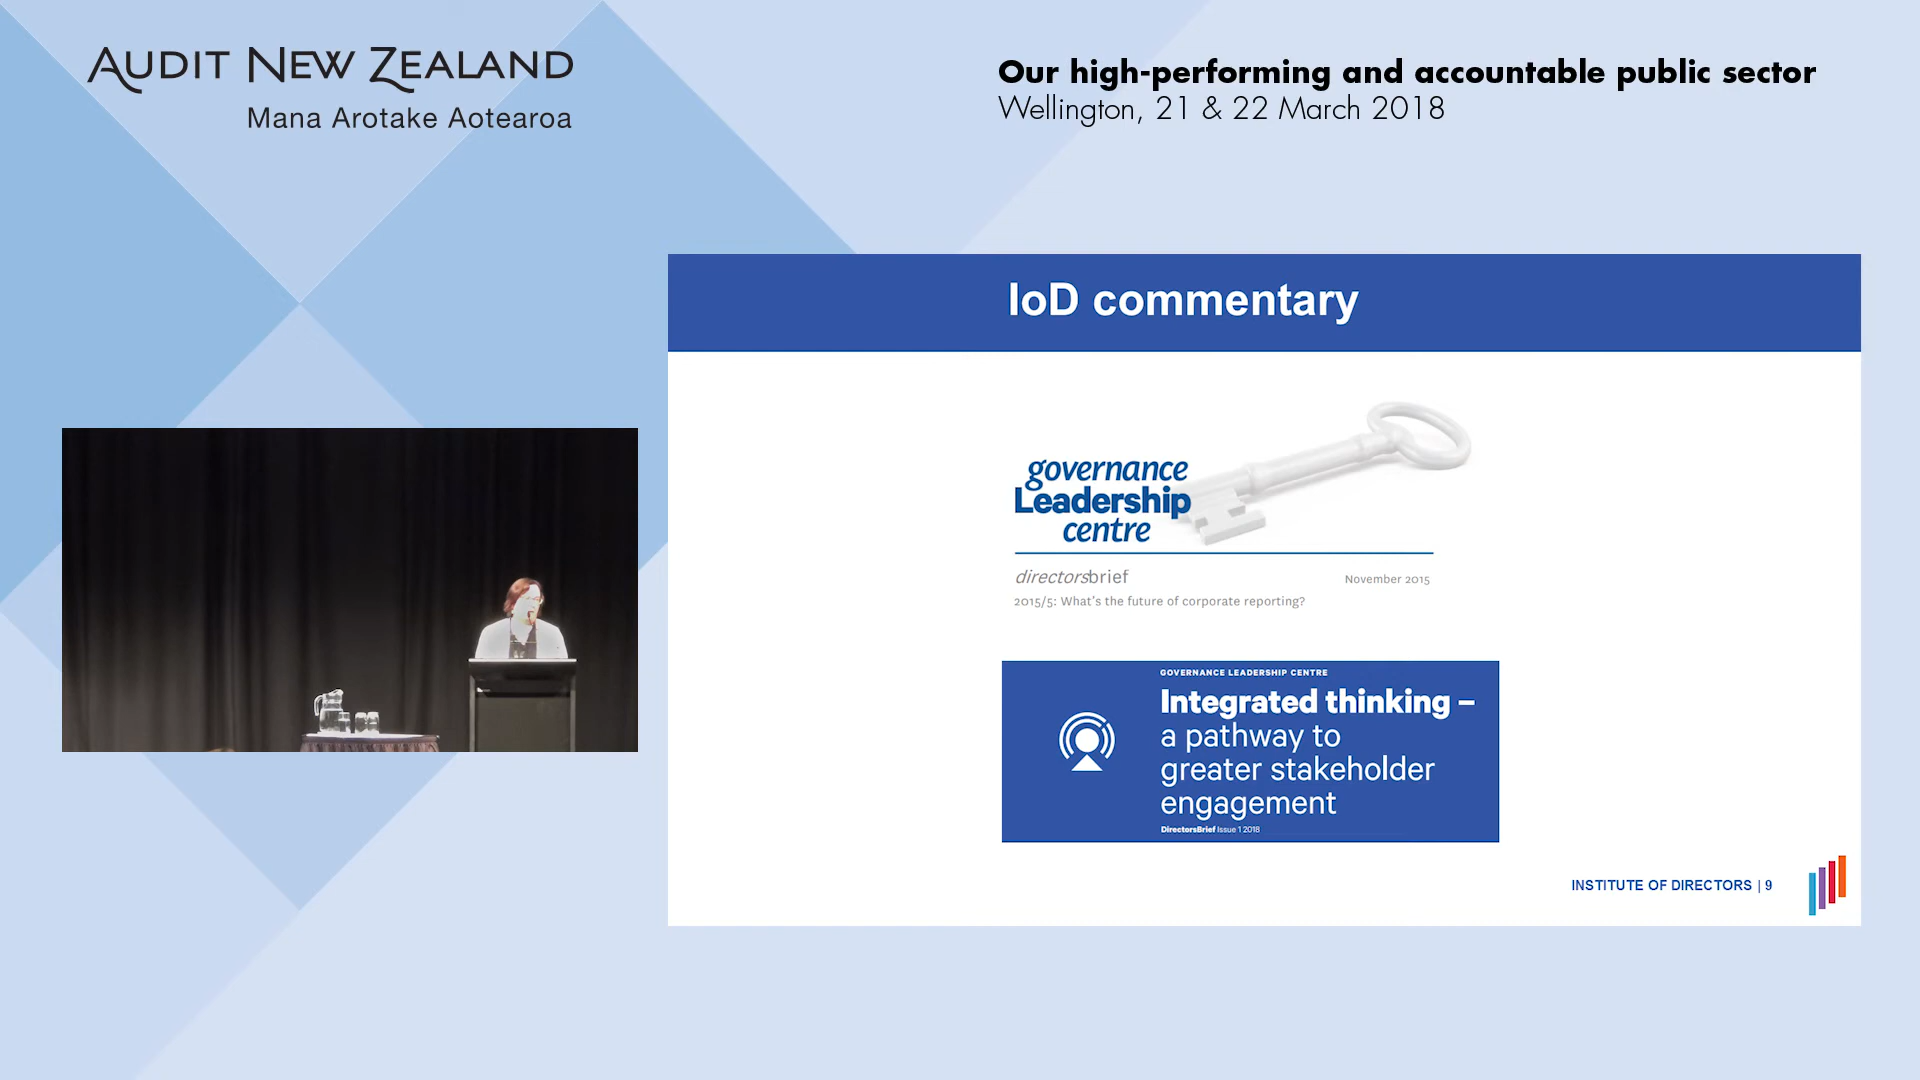 AUDIT NEW ZEALAND
Mana Arotake Aotearoa
Our high-performing and accountable public sector
Wellington, 21 & 22 March 2018
IoD commentary
governance
Leadership
centre
directorsbrief
November 2015
2015/5: What's the future of corporate reporting?
GOVERNANCE LEADERSHIP CENTRE
Integrated thinking –
a pathway to
greater stakeholder
engagement
DirectorsBrief Issue 1 2018
INSTITUTE OF DIRECTORS | 9